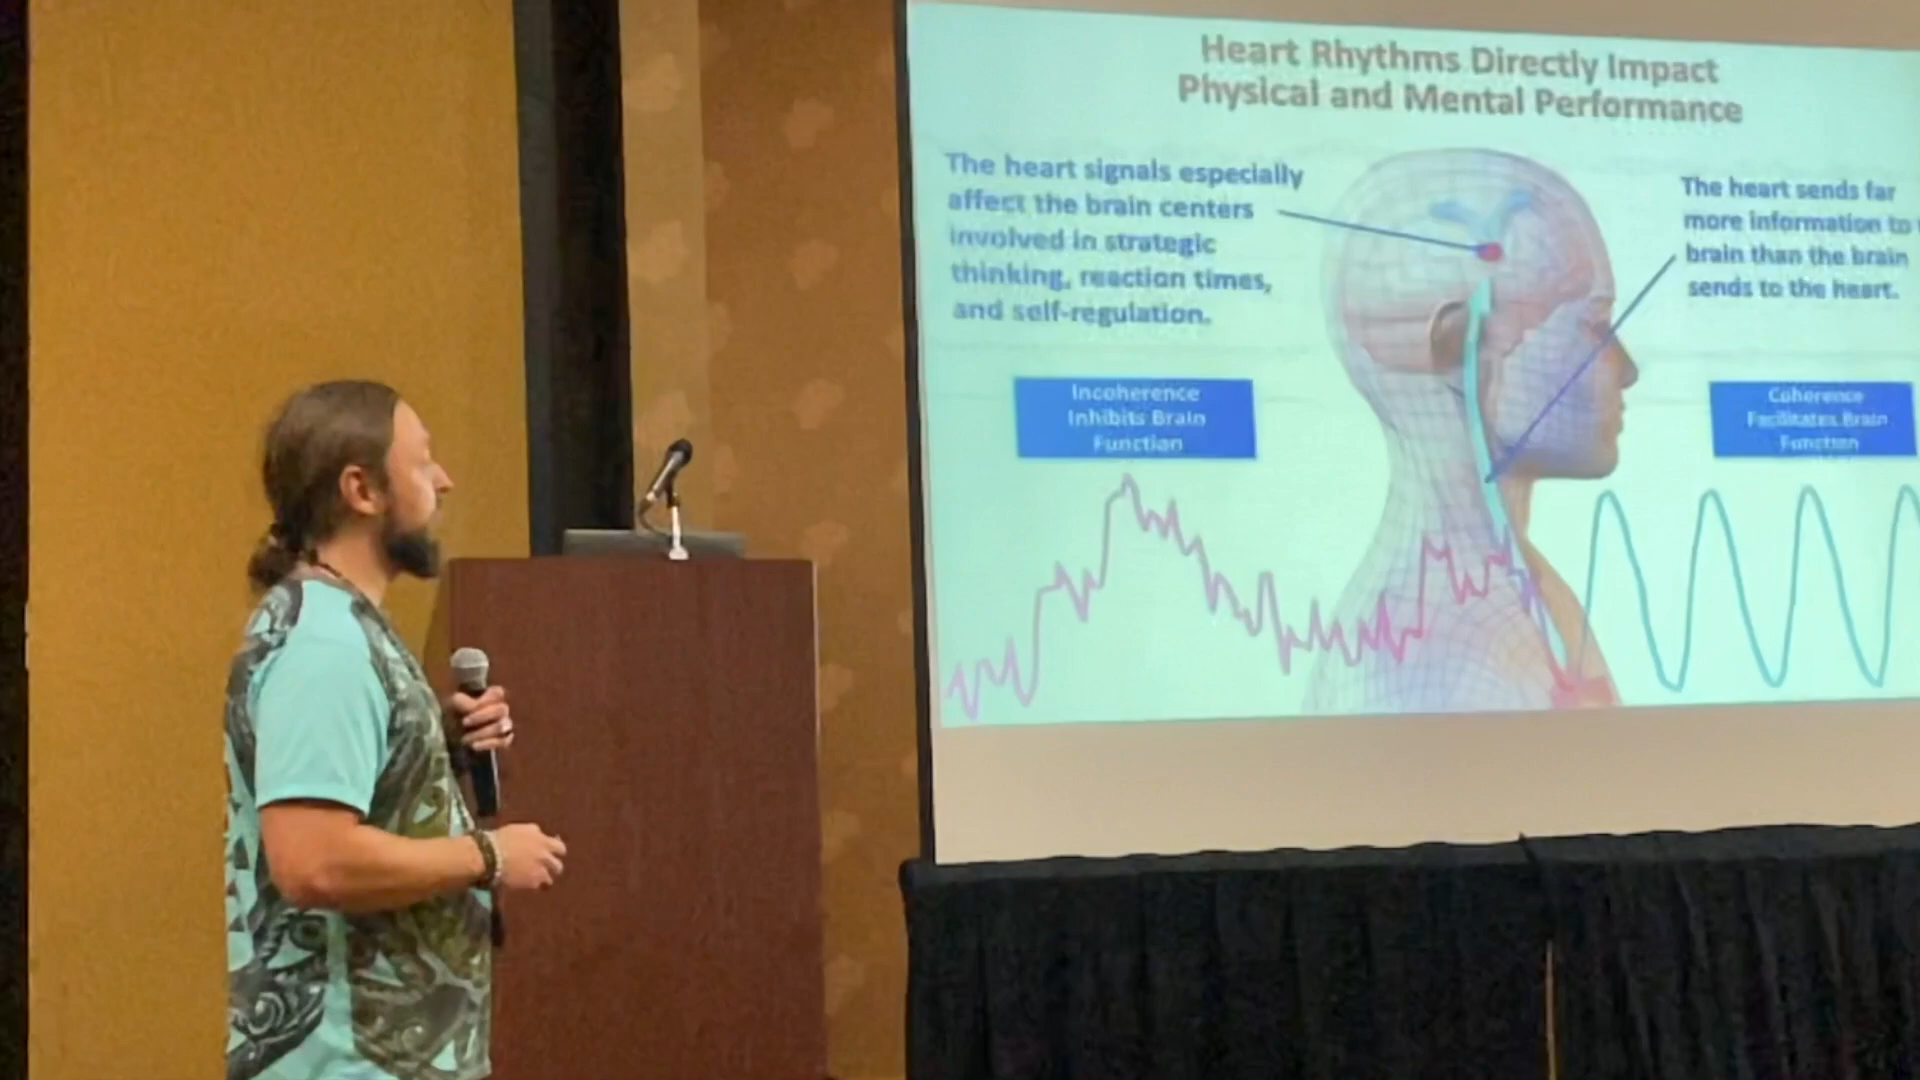 Heart Rhythms Directly Impact
Physical and Mental Performance
The heart signals especially
affect the brain centers
involved in strategic
thinking, reaction times,
and self-regulation.
The heart sends far
more information to
brain than the brain
sends to the heart.
Incoherence
Inhibits Brain
Function
Coherence
Facilitates Brain
Function